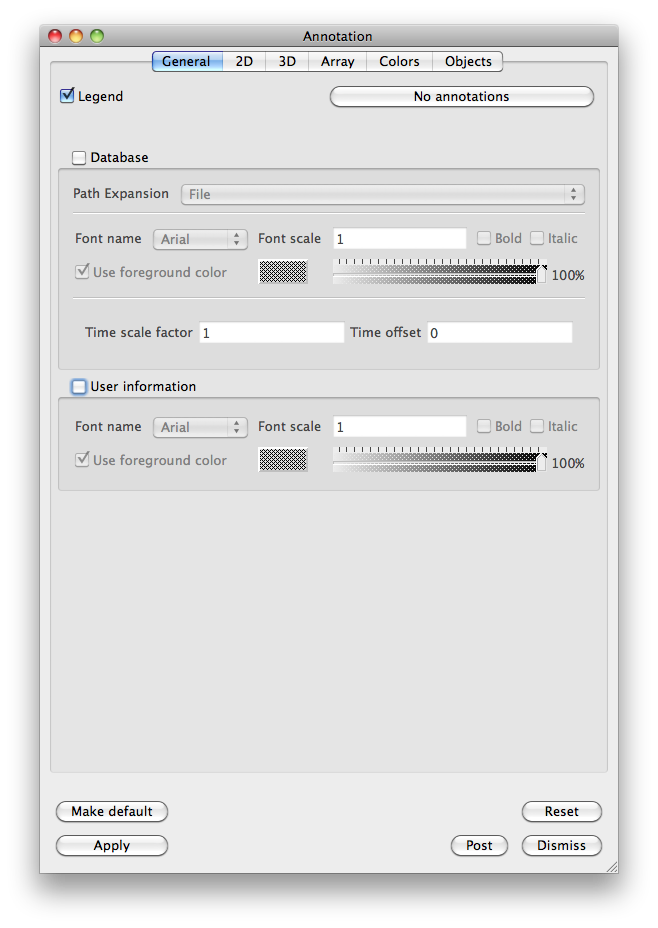 Annotation
General 2D 3D Array Colors Objects
Legend No annotations
Database
Path Expansion File
Font name Arial Font scale 1 Bold Italic
Use foreground color 100%
Time scale factor 1 Time offset 0
User information
Font name Arial Font scale 1 Bold Italic
Use foreground color 100%
Make default Reset
Apply Post Dismiss